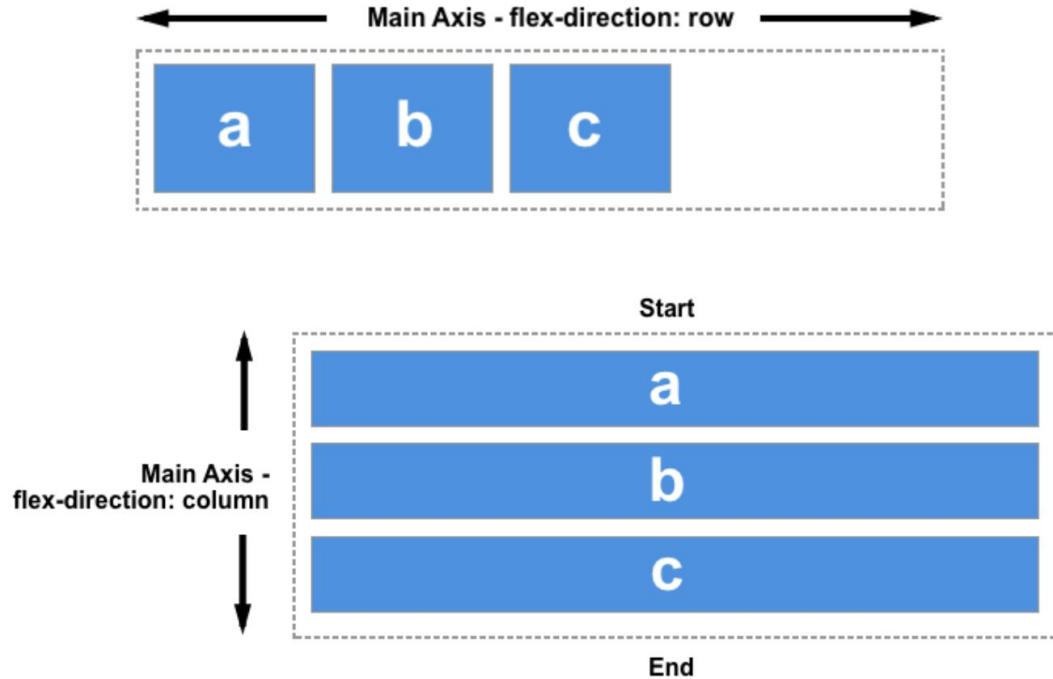 Main Axis - flex-direction: row
a b c
Start
a
b
c
Main Axis -
flex-direction: column
End